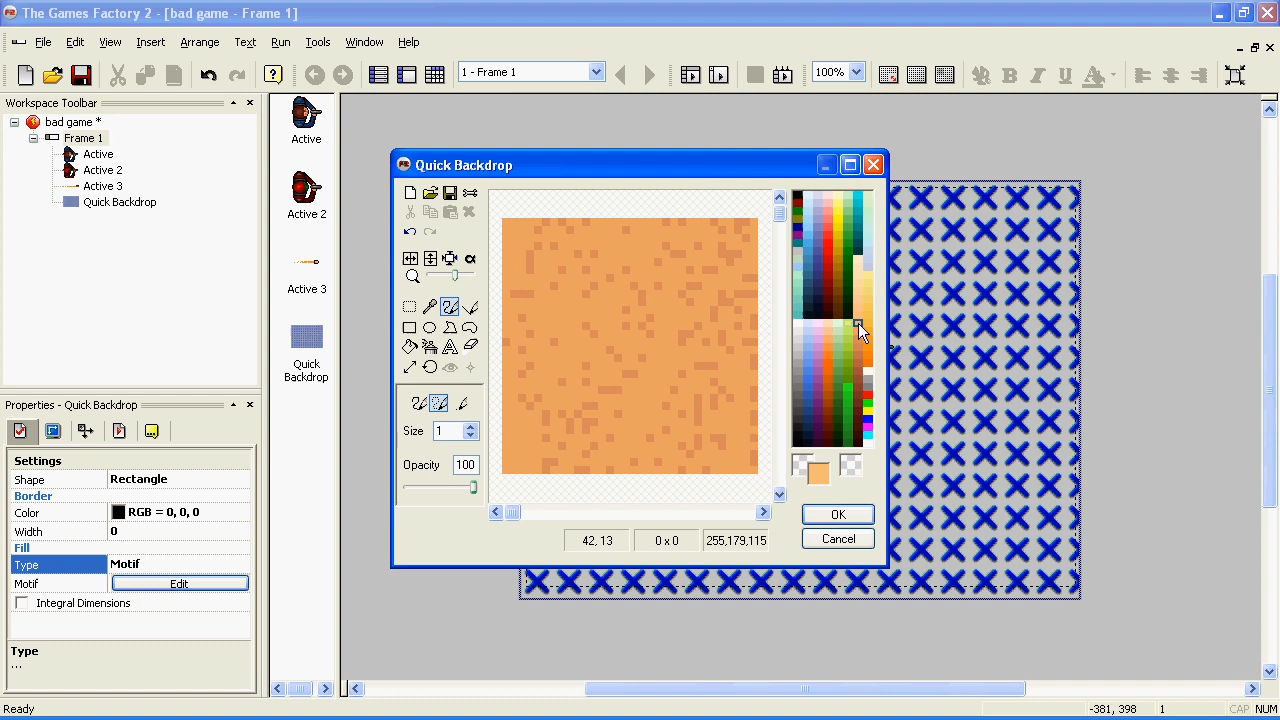 The Games Factory 2 - [bad game - Frame 1]
File Edit View Insert Arrange Text Run Tools Window Help
1 - Frame 1
100%
B I U A
Workspace Toolbar
bad game *
Frame 1
Active
Active 2
Active 3
Quick Backdrop
Active
Active 2
Active 3
Quick
Backdrop
Properties - Quick Backdrop
Settings
Shape Rectangle
Border
Color RGB = 0, 0, 0
Width 0
Fill
Type Motif
Motif Edit
Integral Dimensions
Type
...
Quick Backdrop
Size 1
Opacity 100
42, 13 0 x 0 255,179,115
OK
Cancel
Ready -381, 398 1 CAP NUM